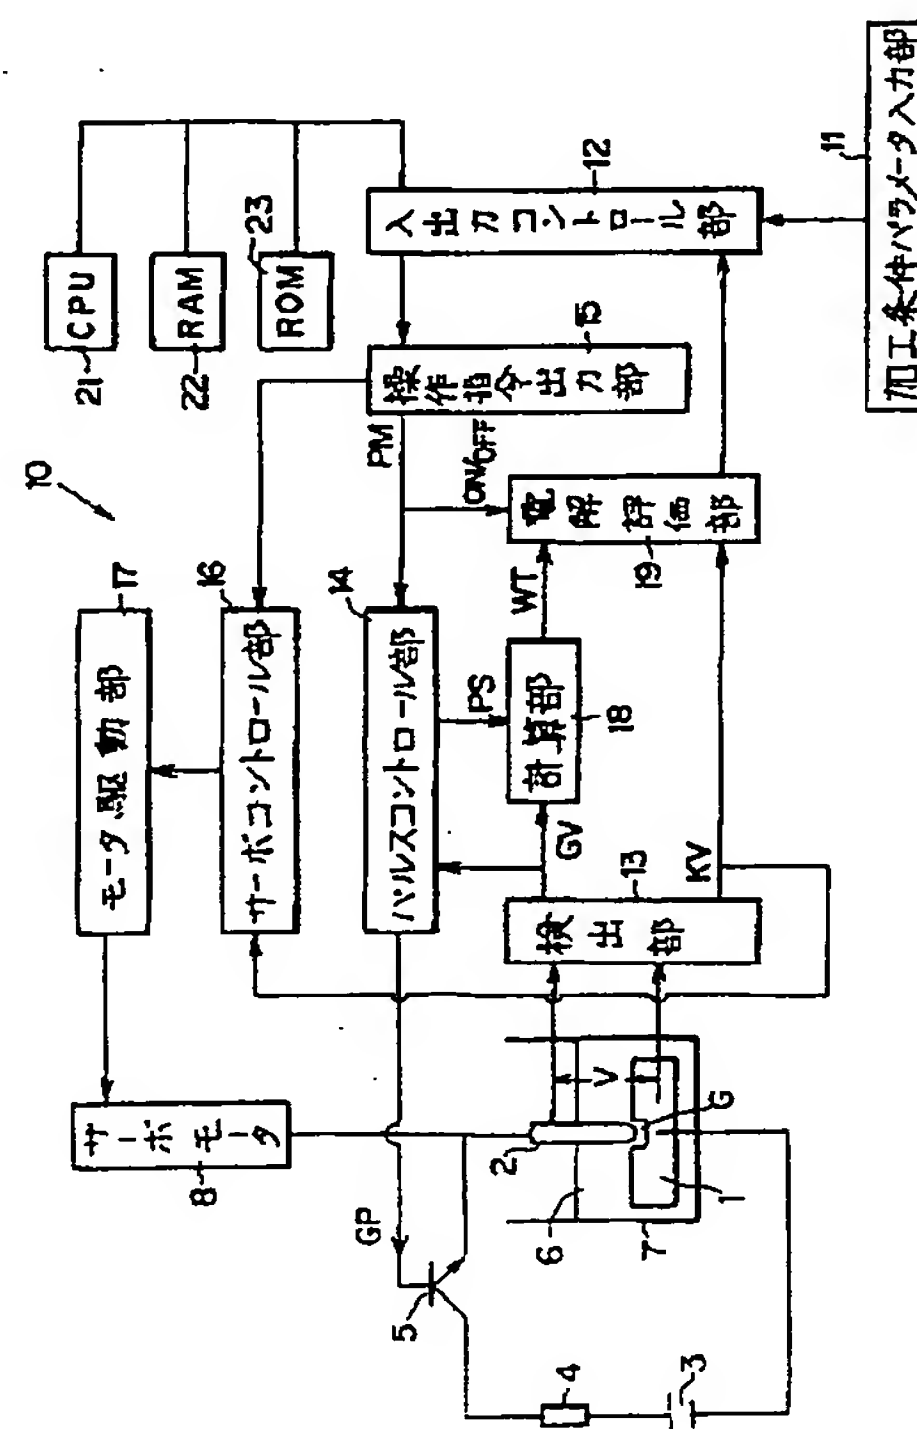 10
CPU
21
RAM
22
ROM
23
加工条件パラメータ入力部
11
入出力コントロール部
12
操作指令出力部
15
PM
ON/OFF
電解評価部
19
モータ駆動部
17
サーボコントロール部
16
パルスコントロール部
14
PS
WT
計算部
18
GV
検出部
13
KV
サーボモータ
8
GP
5
4
3
2
6
7
1
G
V